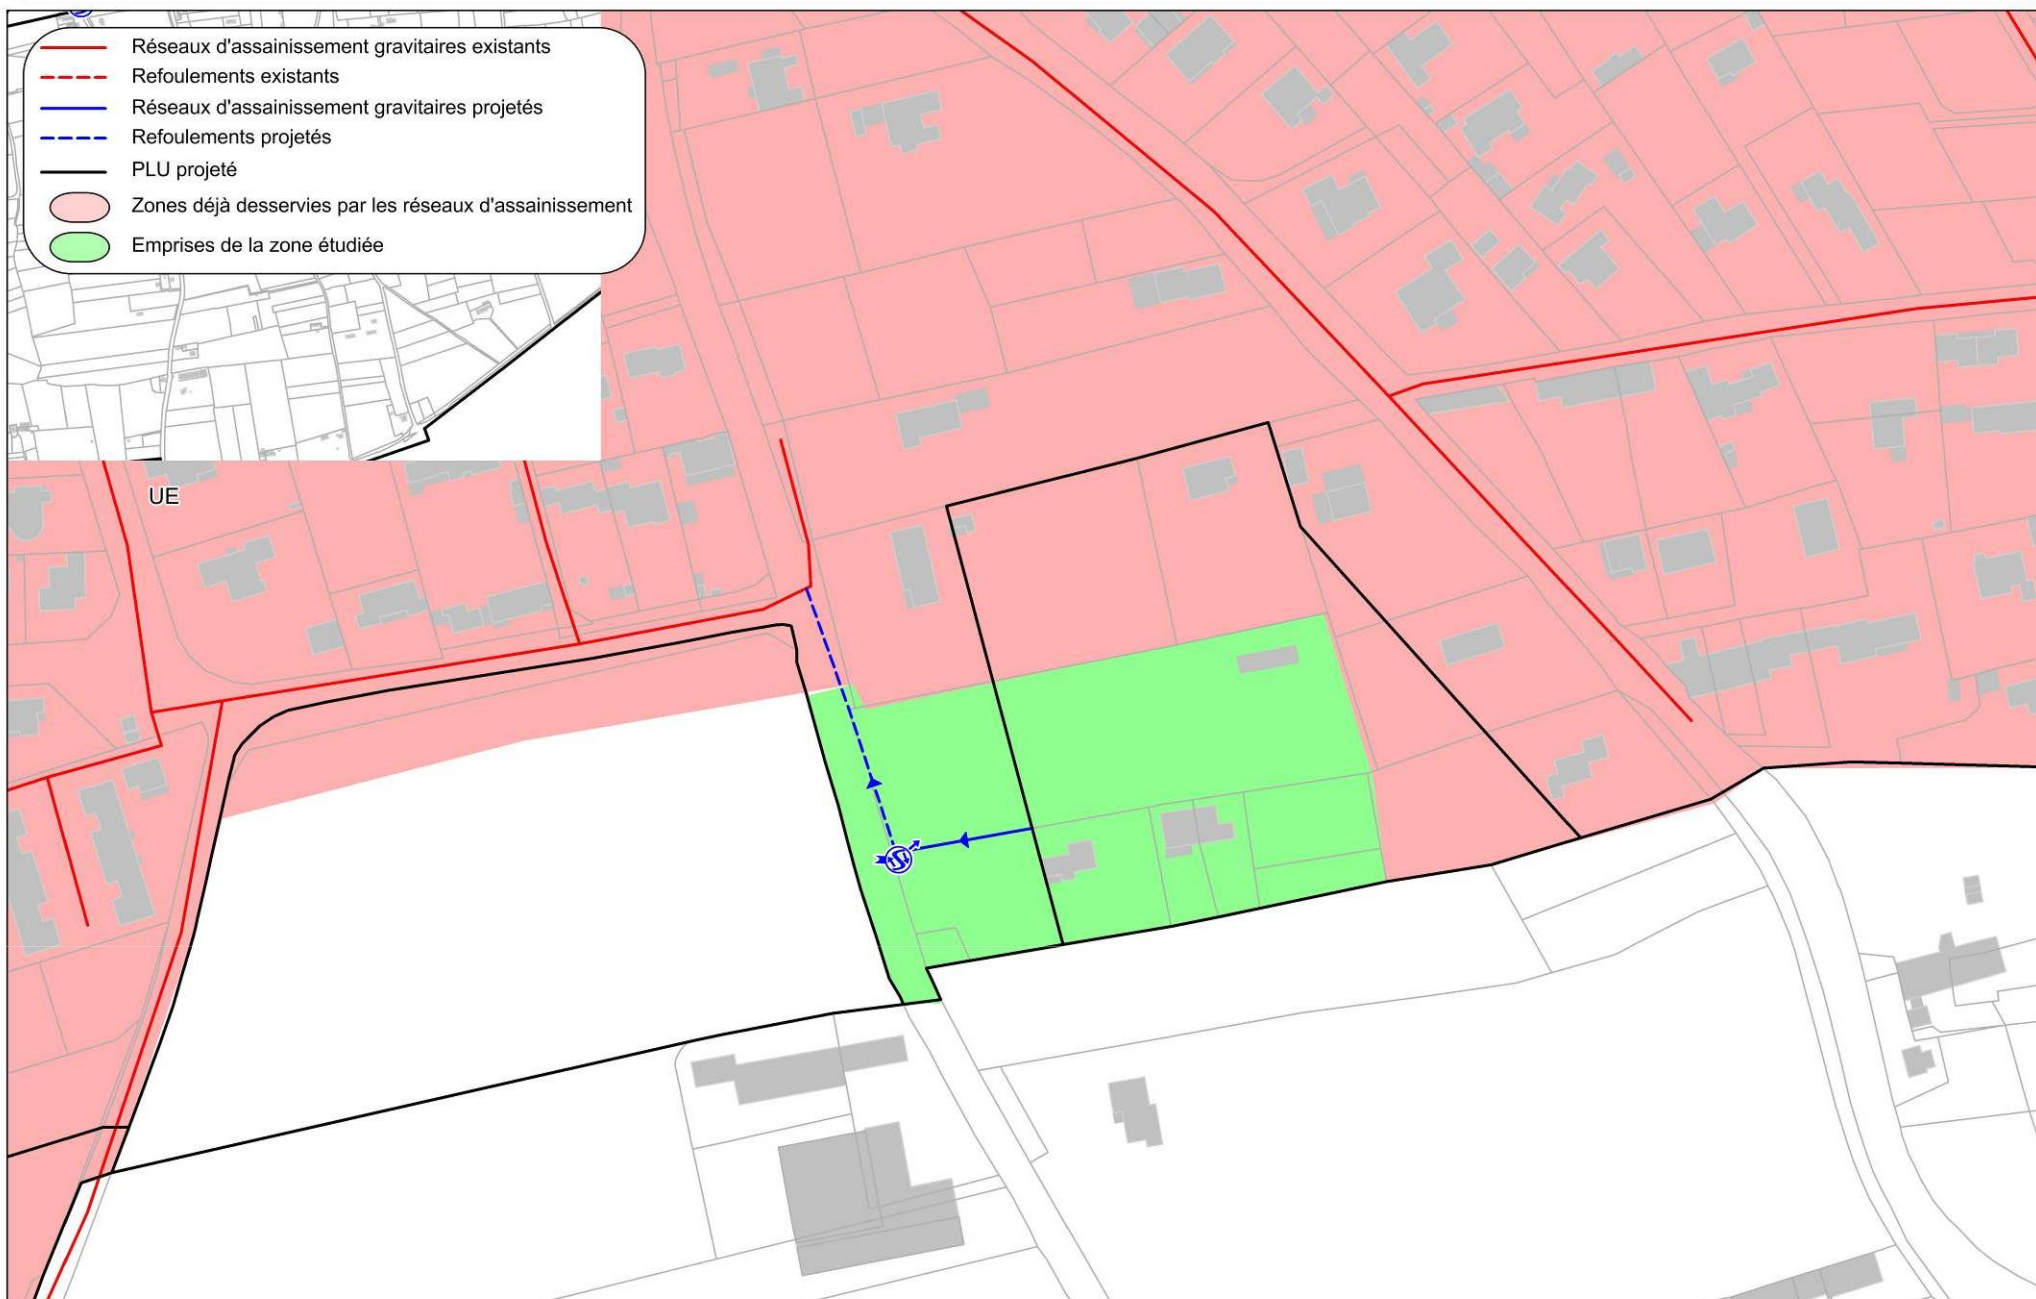 Réseaux d'assainissement gravitaires existants
Refoulements existants
Réseaux d'assainissement gravitaires projetés
Refoulements projetés
PLU projeté
Zones déjà desservies par les réseaux d'assainissement
Emprises de la zone étudiée
UE